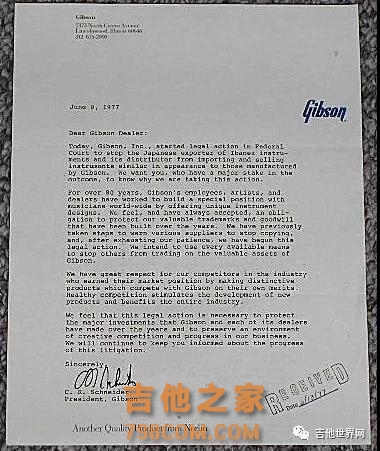 Gibson
7373 North Cicero Avenue
Lincolnwood, Illinois 60646
Gibson
June 9, 1977
Dear Gibson Dealer:
Today, Gibson, Inc., started legal action in Federal
Court to stop the Japanese exporter of Ibanez instru-
ments and its distributor from importing and selling
instruments similar in appearance to those manufactured
by Gibson. We want you, who have a major stake in the
outcome, to know why we are taking this action.
For over 80 years, Gibson's employees, artists, and
dealers have worked to build a special position with
musicians world-wide by offering unique instrument
designs. We feel, and have always accepted, an obli-
gation to protect our valuable trademarks and goodwill
that have been built over the years. We have previously
taken steps to warn various suppliers to stop copying,
and, after exhausting our patience, we have begun this
legal action. We intend to use every available means
to stop others from trading on the valuable assets of
Gibson.
We have great respect for our competitors in the industry
who earned their market position by making distinctive
products which compete with Gibson on their own merits.
Healthy competition stimulates the development of new
products and benefits the entire industry.
We feel that this legal action is necessary to protect
the major investments that Gibson and each of its dealers
have made over the years and to preserve an environment
of creative competition and progress in our business.
We will continue to keep you informed about the progress
of this litigation.
Sincerely,
C. R. Schneider
President, Gibson
RECEIVED
Date
吉他之家
798COM.COM
Another Quality Product from Norlin
吉他世界网